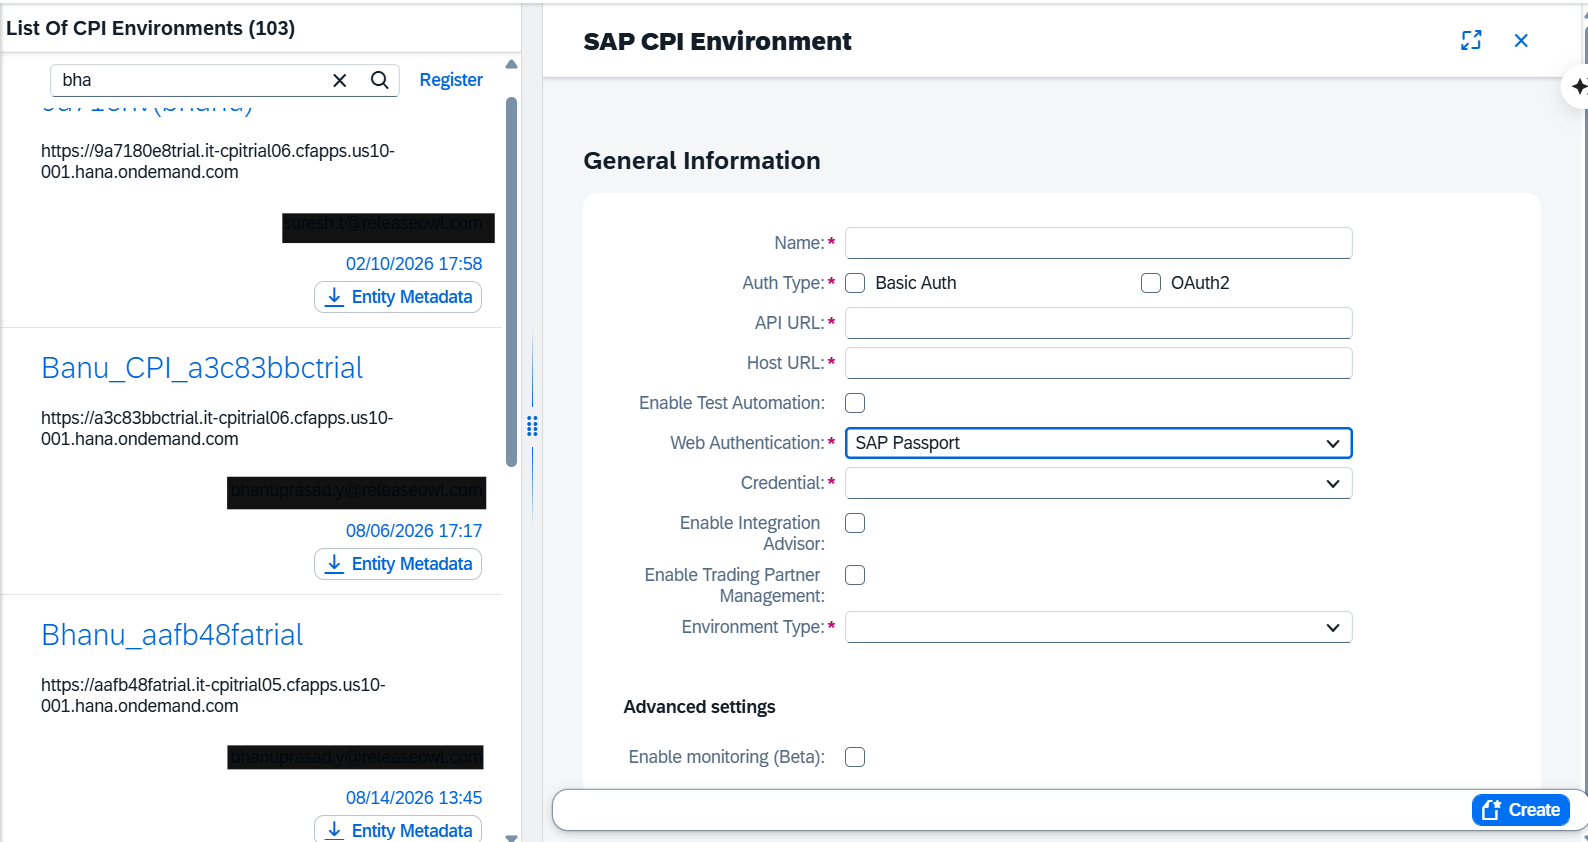 List Of CPI Environments (103)
bha
Register
https://9a7180e8trial.it-cpitrial06.cfapps.us10-
001.hana.ondemand.com
02/10/2026 17:58
Entity Metadata
Banu_CPI_a3c83bbctrial
https://a3c83bbctrial.it-cpitrial06.cfapps.us10-
001.hana.ondemand.com
08/06/2026 17:17
Entity Metadata
Bhanu_aafb48fatrial
https://aafb48fatrial.it-cpitrial05.cfapps.us10-
001.hana.ondemand.com
08/14/2026 13:45
Entity Metadata
SAP CPI Environment
General Information
Name:*
Auth Type:* Basic Auth OAuth2
API URL:*
Host URL:*
Enable Test Automation:
Web Authentication:* SAP Passport
Credential:*
Enable Integration
Advisor:
Enable Trading Partner
Management:
Environment Type:*
Advanced settings
Enable monitoring (Beta):
Create